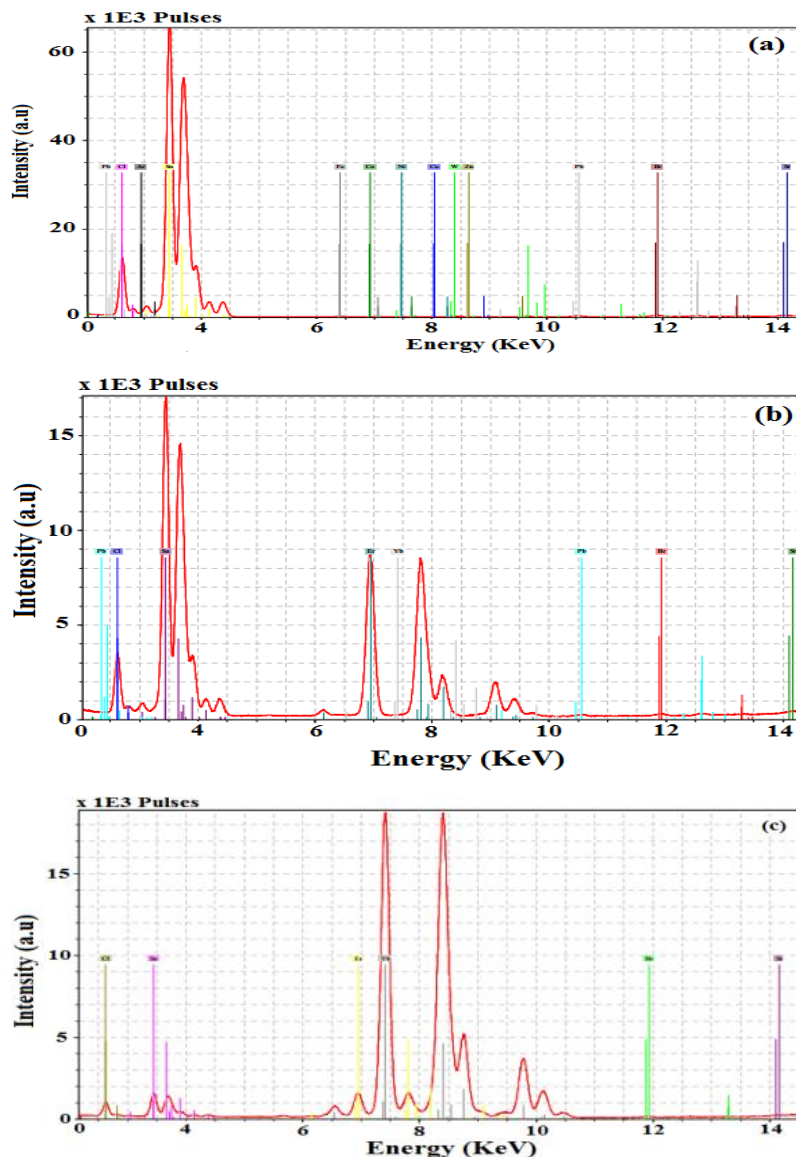 x 1E3 Pulses
(a)
60
40
20
0
Intensity (a.u)
Pb Cl Ar Sn Fe Co Ni Cu W Zn Pb Br Sr
0 4 6 8 10 12 14
Energy (KeV)
x 1E3 Pulses
(b)
15
10
5
0
Intensity (a.u)
Pb Cl Sn Er Yb Pb Br
0 4 6 8 10 12 14
Energy (KeV)
x 1E3 Pulses
(c)
15
10
5
0
Intensity (a.u)
Cl Sn Er Yb Br Sr
0 4 6 8 10 12 14
Energy (KeV)